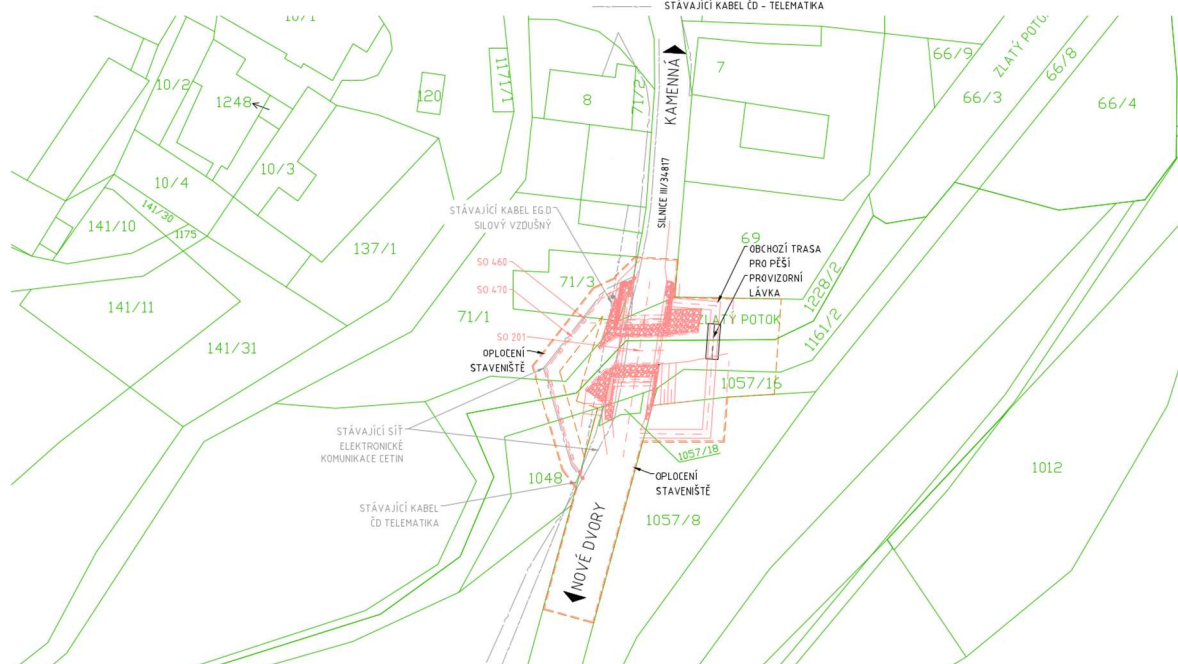 STÁVAJÍCÍ KABEL ČD - TELEMATIKA
10/1
66/9
ZLATÝ POTOK
66/8
7
10/2
117/1
71/2
KAMENNÁ
1248
120
8
66/3
66/4
10/3
SILNICE III/34817
10/4
141/30
1175
141/10
STÁVAJÍCÍ KABEL EG.D
SILOVÝ VZDUŠNÝ
137/1
69
OBCHOZÍ TRASA
PRO PĚŠÍ
PROVIZORNÍ
LÁVKA
SO 460
SO 470
71/3
1228/2
141/11
71/1
ZLATÝ POTOK
1161/2
141/31
SO 201
OPLOCENÍ
STAVENIŠTĚ
1057/16
STÁVAJÍCÍ SÍŤ
ELEKTRONICKÉ
KOMUNIKACE CETIN
1057/18
1048
1012
OPLOCENÍ
STAVENIŠTĚ
STÁVAJÍCÍ KABEL
ČD TELEMATIKA
1057/8
NOVÉ DVORY